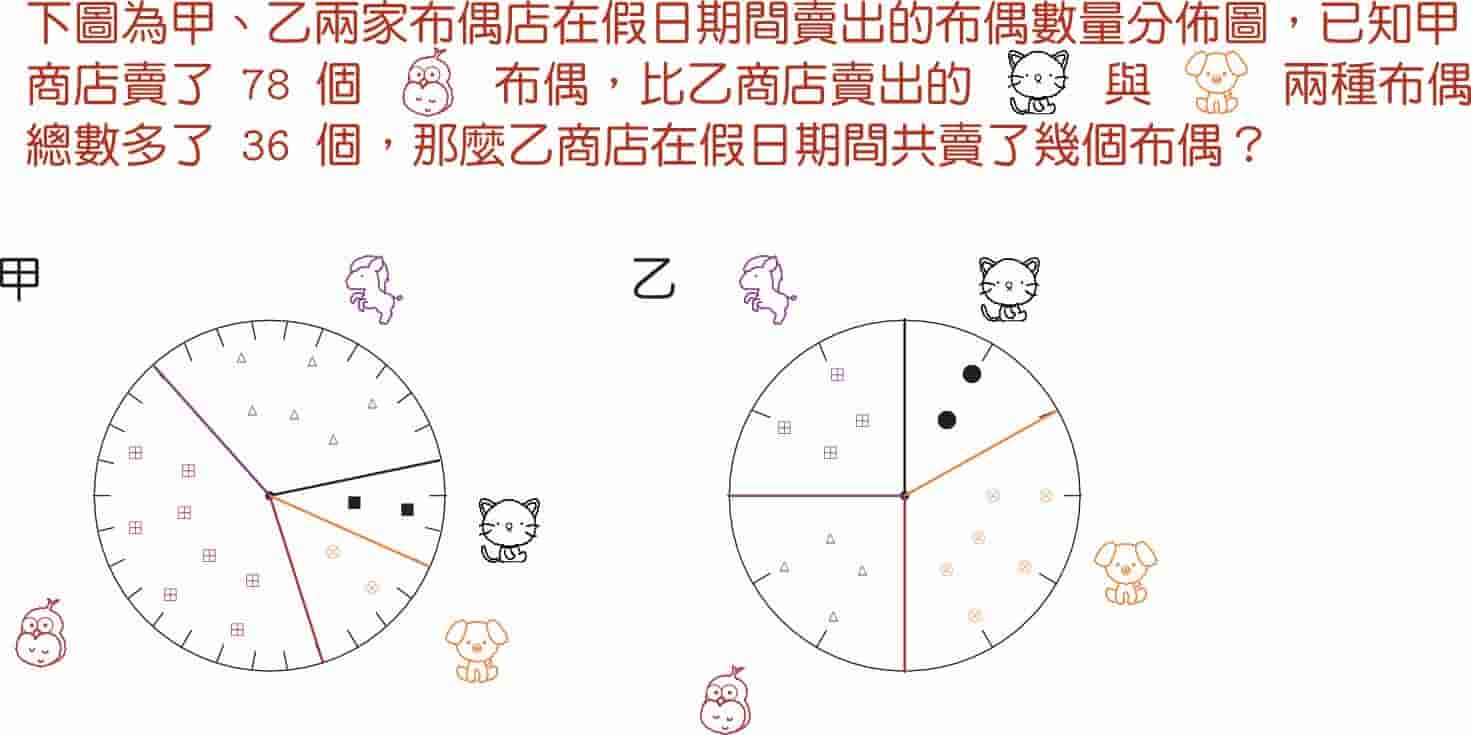 下圖為甲、乙兩家布偶店在假日期間賣出的布偶數量分佈圖，已知甲
商店賣了 78 個 布偶，比乙商店賣出的 與 兩種布偶
總數多了 36 個，那麼乙商店在假日期間共賣了幾個布偶？
甲 乙